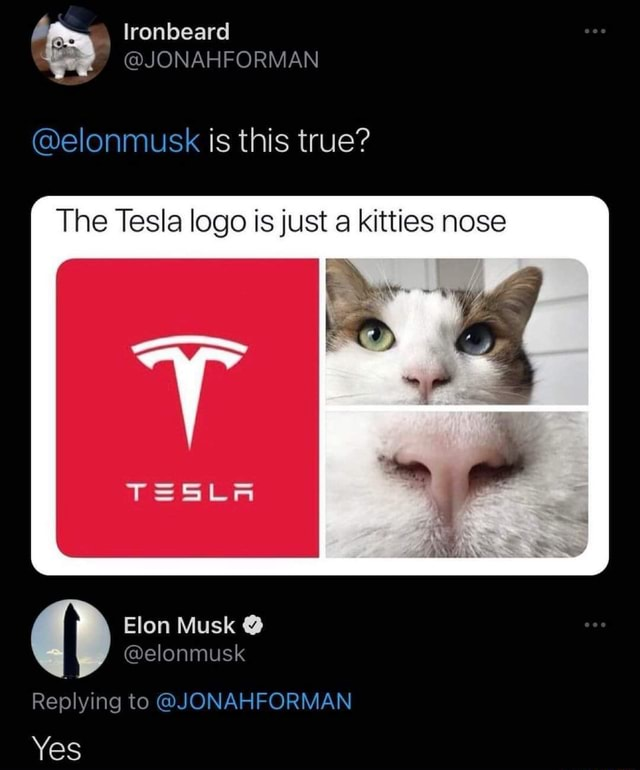 Ironbeard
@JONAHFORMAN
@elonmusk is this true?
The Tesla logo is just a kitties nose
TESLA
Elon Musk
@elonmusk
Replying to @JONAHFORMAN
Yes